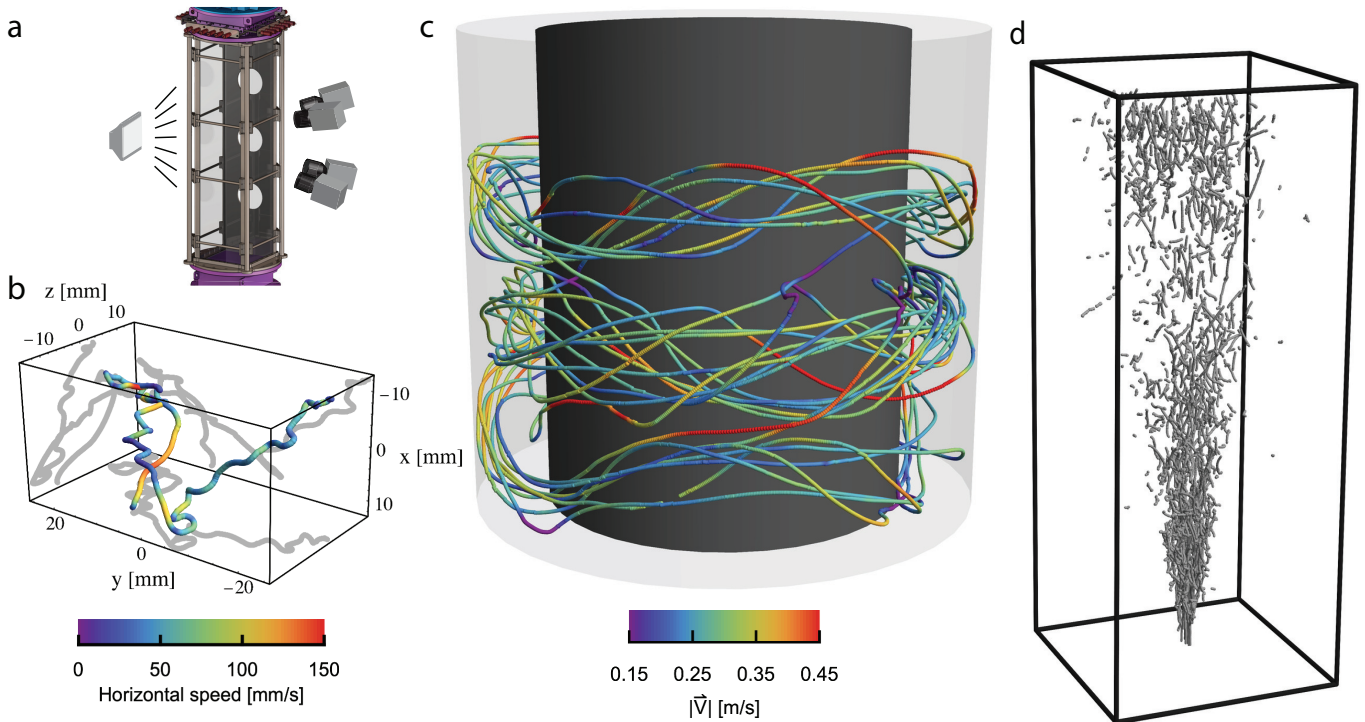 a
b
z [mm]
-10
0
10
-10
0
x [mm]
10
20
0
-20
y [mm]
0
50
100
150
Horizontal speed [mm/s]
c
0.15
0.25
0.35
0.45
|V⃗| [m/s]
d